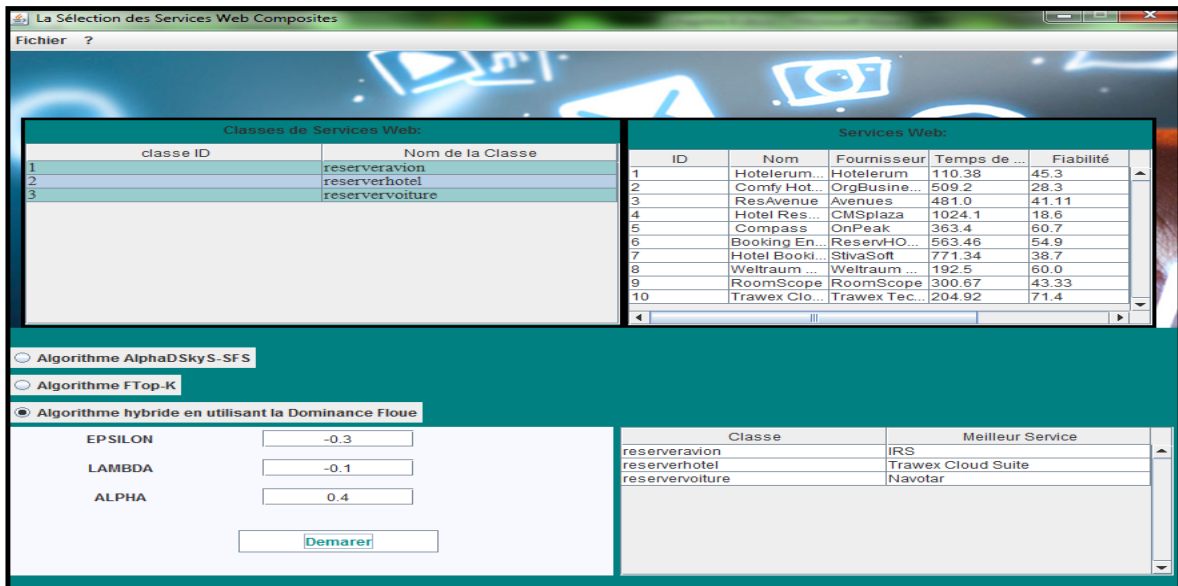 La Sélection des Services Web Composites
Fichier ?
Classes de Services Web:
classe ID Nom de la Classe
1 reserveravion
2 reserverhotel
3 reservervoiture
Services Web:
ID Nom Fournisseur Temps de ... Fiabilité
1 Hotelerum... Hotelerum 110.38 45.3
2 Comfy Hot... OrgBusine... 509.2 28.3
3 ResAvenue Avenues 481.0 41.11
4 Hotel Res... CMSplaza 1024.1 18.6
5 Compass OnPeak 363.4 60.7
6 Booking En... ReservHO... 563.46 54.9
7 Hotel Booki... StivaSoft 771.34 38.7
8 Weltraum ... Weltraum ... 192.5 60.0
9 RoomScope RoomScope 300.67 43.33
10 Trawex Clo... Trawex Tec... 204.92 71.4
Algorithme AlphaDSkyS-SFS
Algorithme FTop-K
Algorithme hybride en utilisant la Dominance Floue
EPSILON -0.3
LAMBDA -0.1
ALPHA 0.4
Demarer
Classe Meilleur Service
reserveravion IRS
reserverhotel Trawex Cloud Suite
reservervoiture Navotar